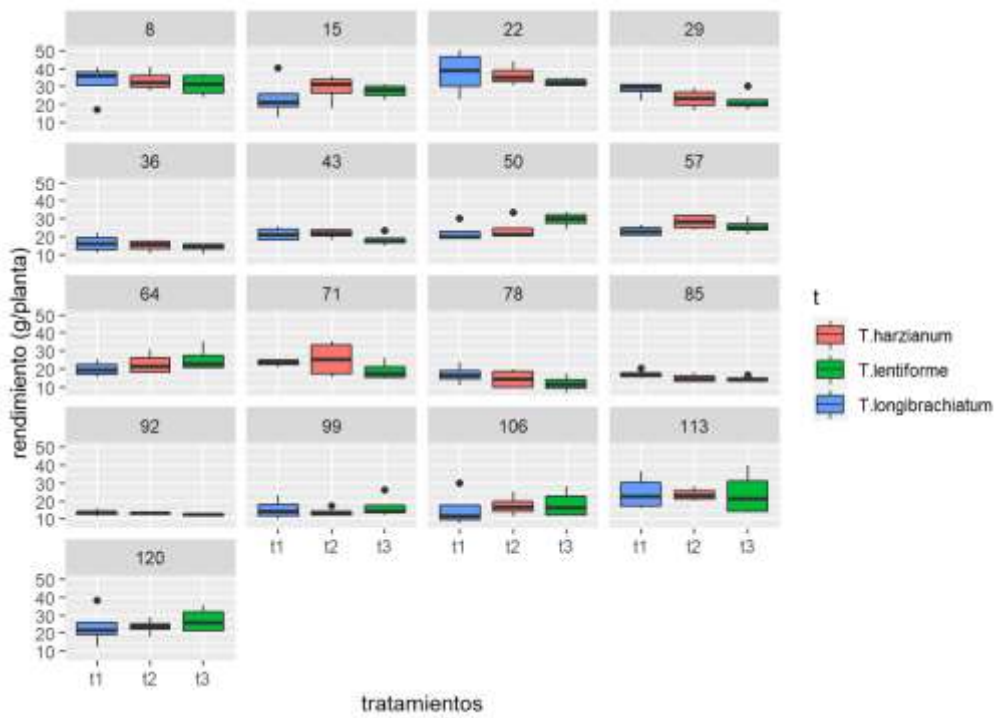 8 15 22 29
50
40
30
20
10
36 43 50 57
50
40
30
20
10
64 71 78 85
50
40
30
20
10
92 99 106 113
50
40
30
20
10
t1 t2 t3 t1 t2 t3 t1 t2 t3
120
50
40
30
20
10
t1 t2 t3
rendimiento (g/planta)
tratamientos
t
T.harzianum
T.lentiforme
T.longibrachiatum